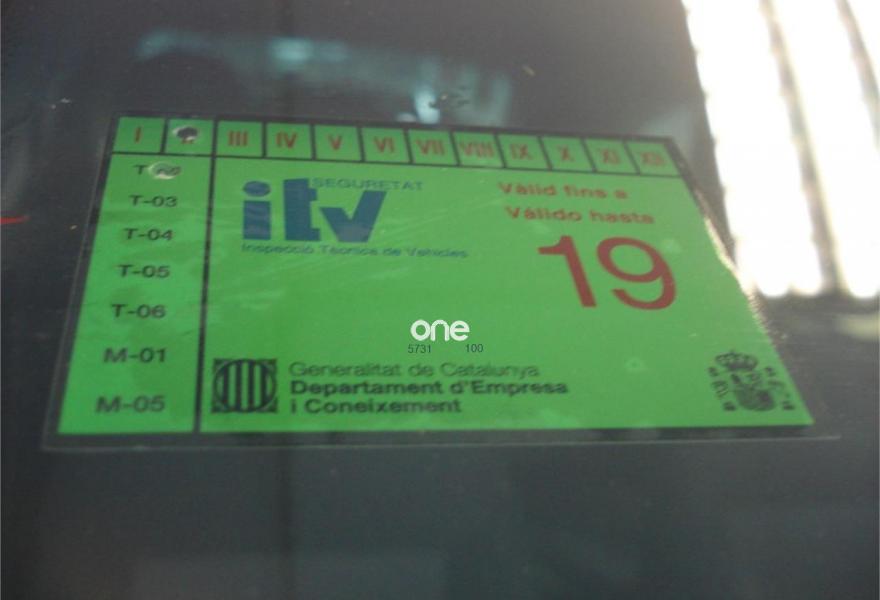 I III IV V VI VII VIII IX X XI XII
T-03
T-04
T-05
T-06
M-01
M-05
itv SEGURETAT
Inspecció Tècnica de Vehicles
Vàlid fins a
Válido hasta
19
one
5731 100
Generalitat de Catalunya
Departament d'Empresa
i Coneixement